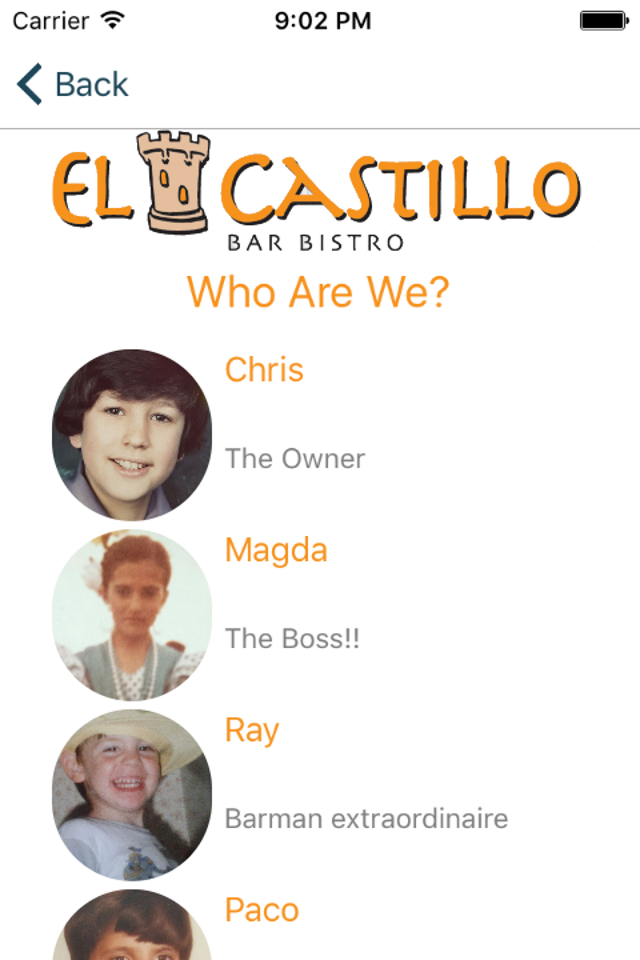 Carrier 9:02 PM
Back
EL CASTILLO
BAR BISTRO
Who Are We?
Chris
The Owner
Magda
The Boss!!
Ray
Barman extraordinaire
Paco